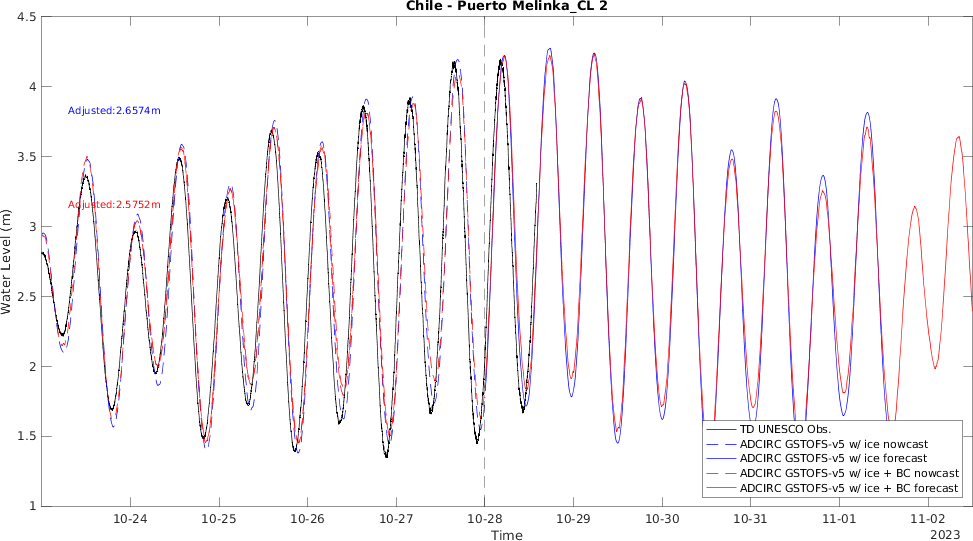 Chile - Puerto Melinka_CL 2
4.5
4
3.5
3
2.5
2
1.5
1
Water Level (m)
Adjusted:2.6574m
Adjusted:2.5752m
TD UNESCO Obs.
ADCIRC GSTOFS-v5 w/ ice nowcast
ADCIRC GSTOFS-v5 w/ ice forecast
ADCIRC GSTOFS-v5 w/ ice + BC nowcast
ADCIRC GSTOFS-v5 w/ ice + BC forecast
10-24 10-25 10-26 10-27 10-28 10-29 10-30 10-31 11-01 11-02
Time 2023